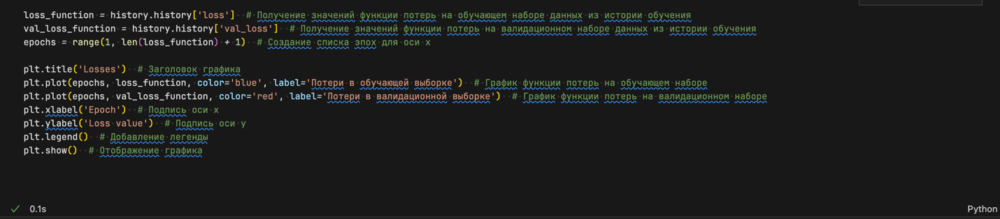 loss_function = history.history['loss']  # Получение значений функции потерь на обучающем наборе данных из истории обучения
val_loss_function = history.history['val_loss']  # Получение значений функции потерь на валидационном наборе данных из истории обучения
epochs = range(1, len(loss_function) + 1)  # Создание списка эпох для оси x
plt.title('Losses')  # Заголовок графика
plt.plot(epochs, loss_function, color='blue', label='Потери в обучающей выборке')  # График функции потерь на обучающем наборе
plt.plot(epochs, val_loss_function, color='red', label='Потери в валидационной выборке')  # График функции потерь на валидационном наборе
plt.xlabel('Epoch')  # Подпись оси x
plt.ylabel('Loss value')  # Подпись оси y
plt.legend()  # Добавление легенды
plt.show()  # Отображение графика
0.1s
Python